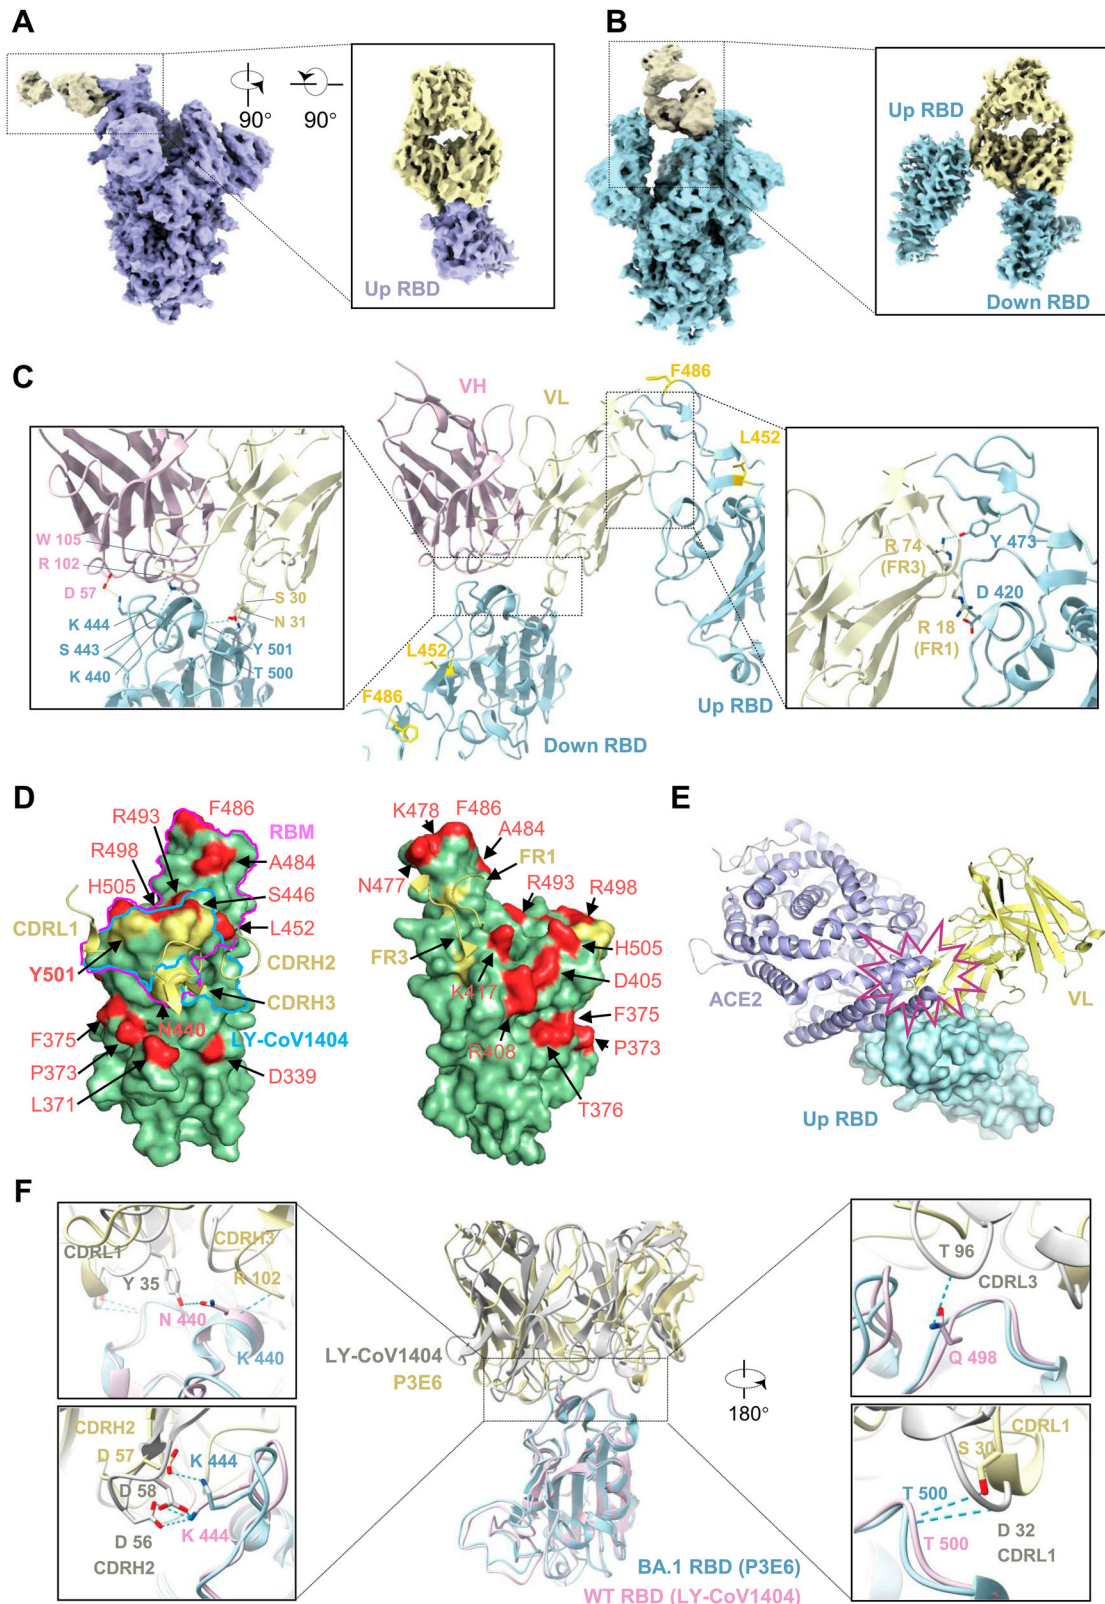 A
90°
90°
Up RBD
B
Up RBD
Down RBD
C
VH
VL
F486
L452
W 105
R 102
D 57
K 444
S 443
K 440
S 30
N 31
Y 501
T 500
L452
F486
Down RBD
Up RBD
R 74
(FR3)
Y 473
D 420
R 18
(FR1)
D
R493
F486
RBM
R498
A484
H505
S446
CDRL1
L452
CDRH2
Y501
CDRH3
N440
F375
LY-CoV1404
P373
D339
L371
K478
F486
A484
FR1
N477
R493
R498
H505
FR3
D405
K417
F375
R408
P373
T376
E
ACE2
VL
Up RBD
F
CDRL1
CDRH3
Y 35
R 102
N 440
K 440
CDRH2
D 57
K 444
D 58
K 444
D 56
CDRH2
LY-CoV1404
P3E6
180°
BA.1 RBD (P3E6)
WT RBD (LY-CoV1404)
T 96
CDRL3
Q 498
CDRL1
S 30
T 500
T 500
D 32
CDRL1